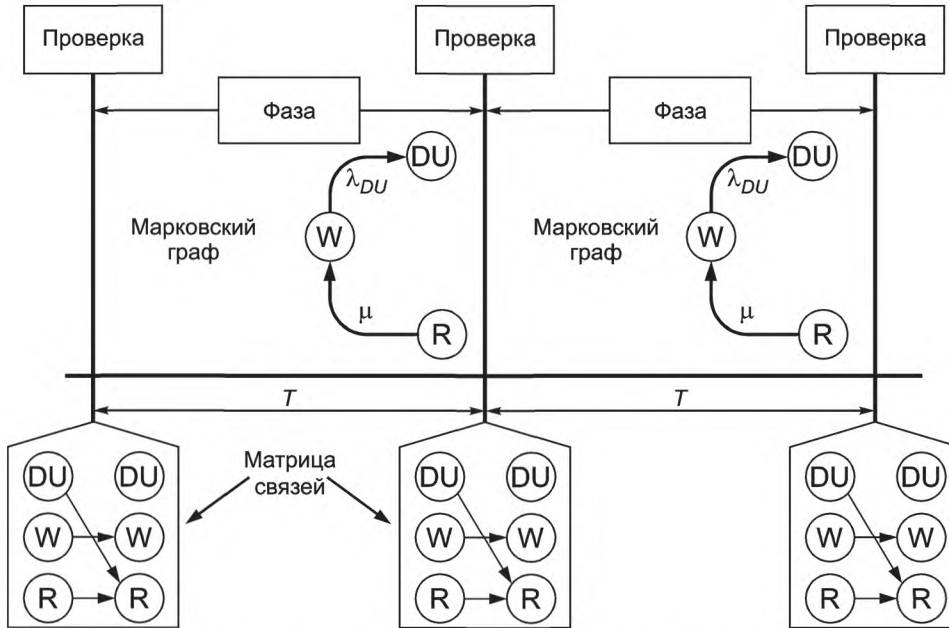 Проверка
Проверка
Проверка
Фаза
Фаза
DU
DU
λDU
λDU
Марковский
граф
W
Марковский
граф
W
μ
μ
R
R
T
T
Матрица
связей
DU DU
W W
R R
DU DU
W W
R R
DU DU
W W
R R